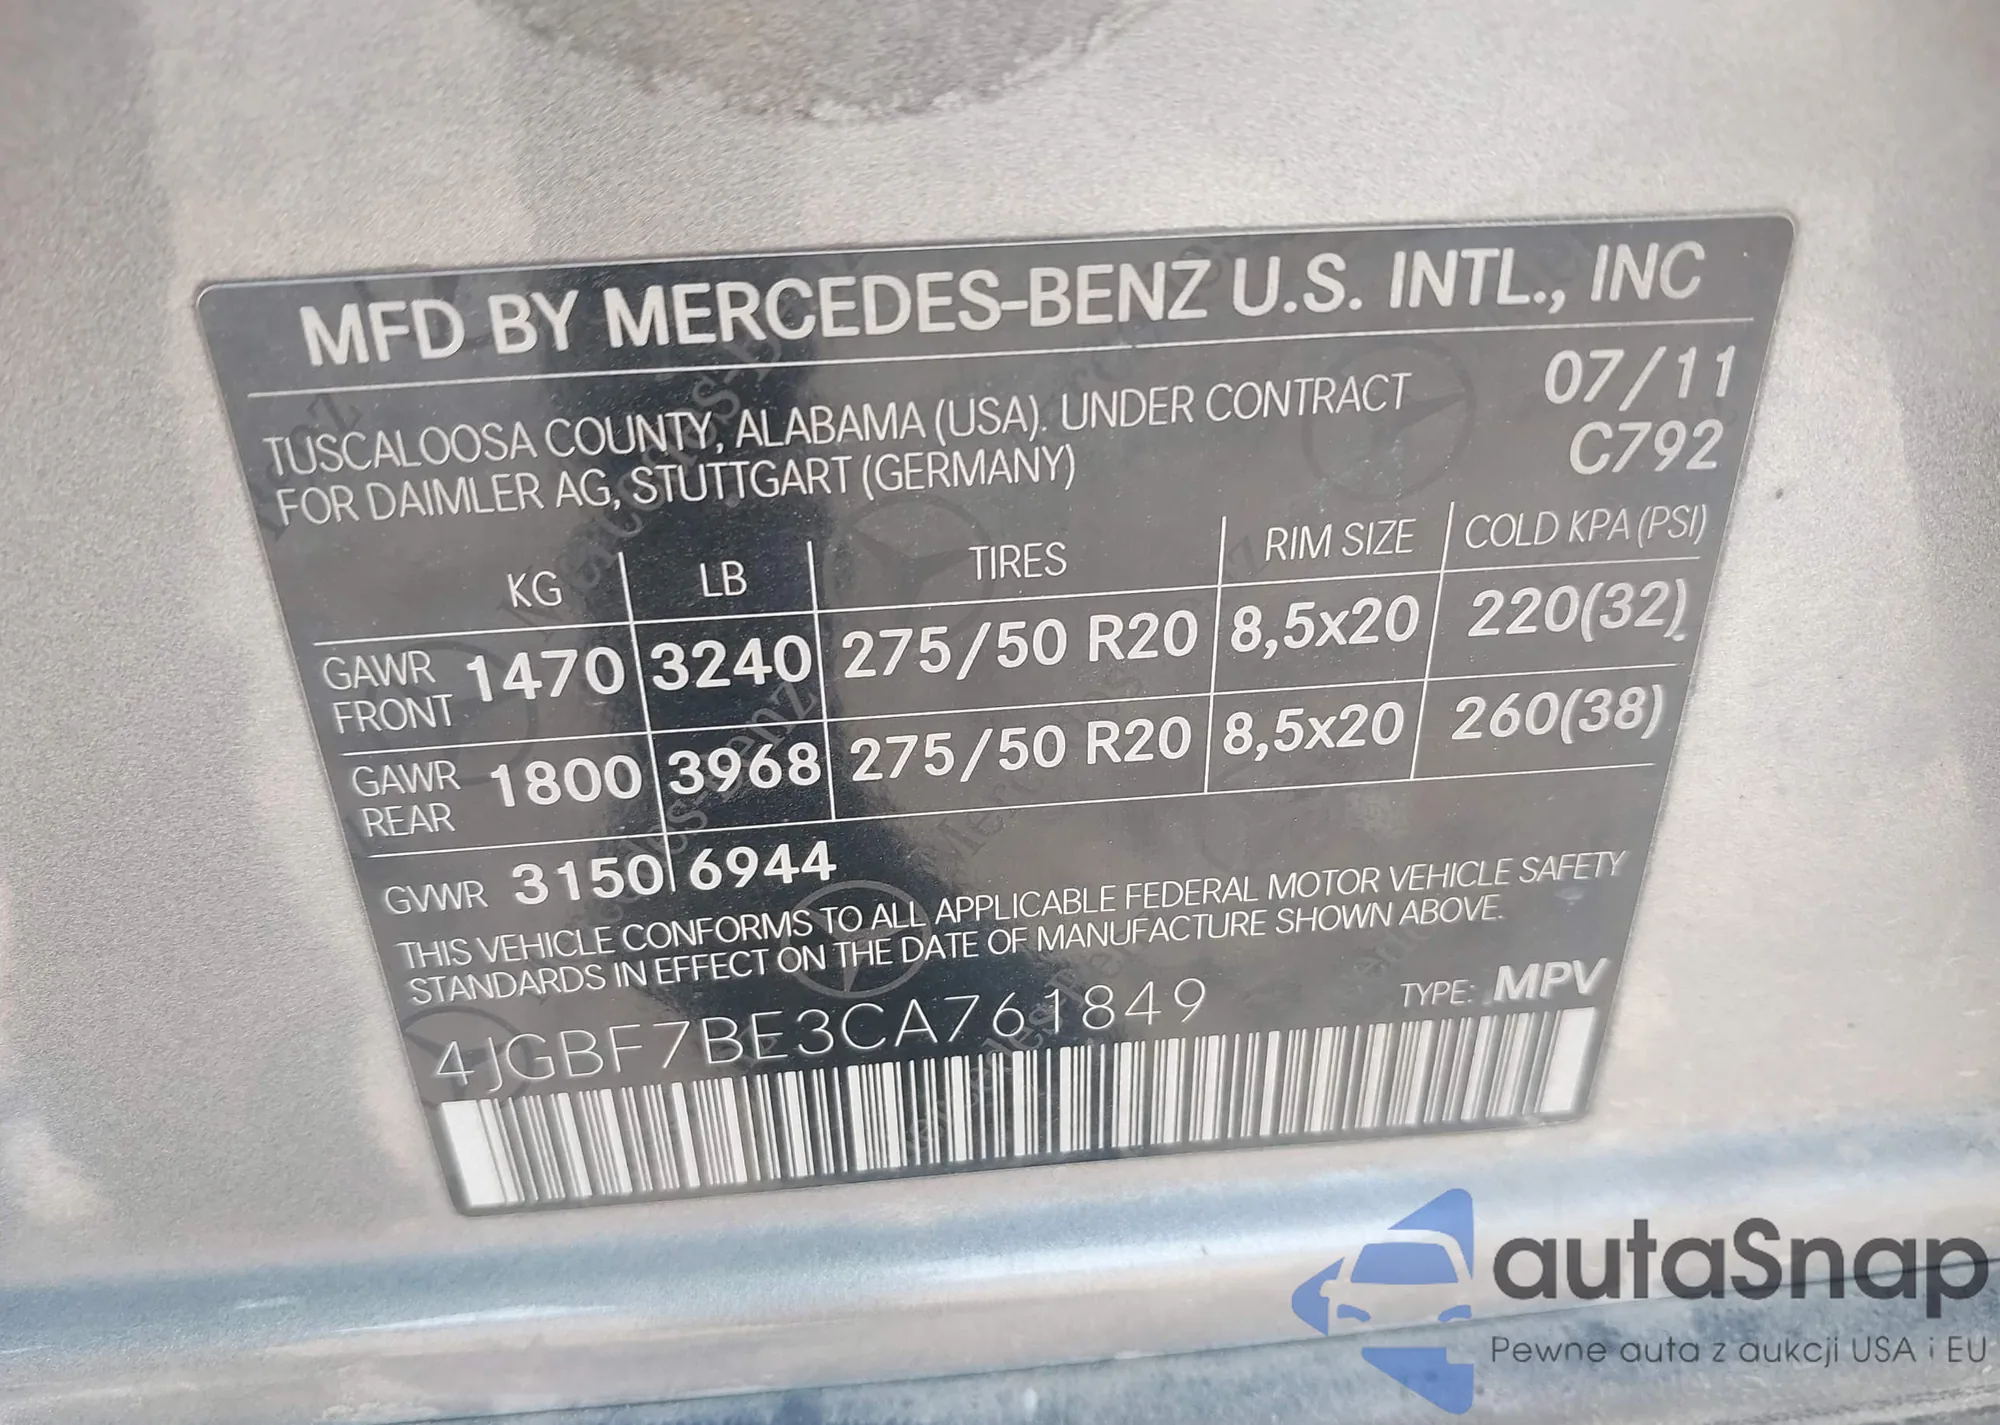 MFD BY MERCEDES-BENZ U.S. INTL., INC
07/11
TUSCALOOSA COUNTY, ALABAMA (USA). UNDER CONTRACT
C792
FOR DAIMLER AG, STUTTGART (GERMANY)
KG LB TIRES RIM SIZE COLD KPA (PSI)
GAWR FRONT 1470 3240 275/50 R20 8,5x20 220(32)
GAWR REAR 1800 3968 275/50 R20 8,5x20 260(38)
GVWR 3150 6944
THIS VEHICLE CONFORMS TO ALL APPLICABLE FEDERAL MOTOR VEHICLE SAFETY
STANDARDS IN EFFECT ON THE DATE OF MANUFACTURE SHOWN ABOVE.
4JGBF7BE3CA761849 TYPE: MPV
autaSnap
Pewne auta z aukcji USA i EU